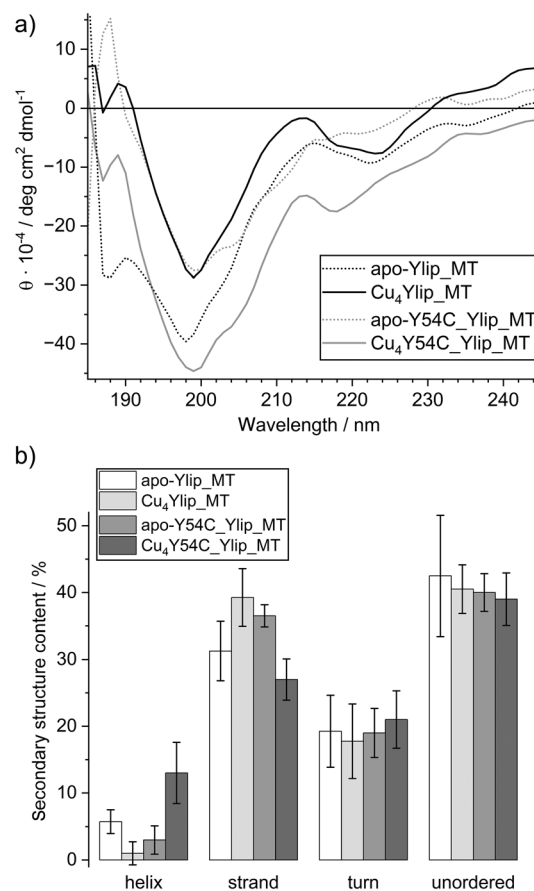 a)
10
0
−10
−20
−30
−40
θ · 10⁻⁴ / deg cm² dmol⁻¹
apo-Ylip_MT
Cu₄Ylip_MT
apo-Y54C_Ylip_MT
Cu₄Y54C_Ylip_MT
190 200 210 220 230 240
Wavelength / nm
b)
apo-Ylip_MT
Cu₄Ylip_MT
apo-Y54C_Ylip_MT
Cu₄Y54C_Ylip_MT
50
40
30
20
10
0
Secondary structure content / %
helix strand turn unordered